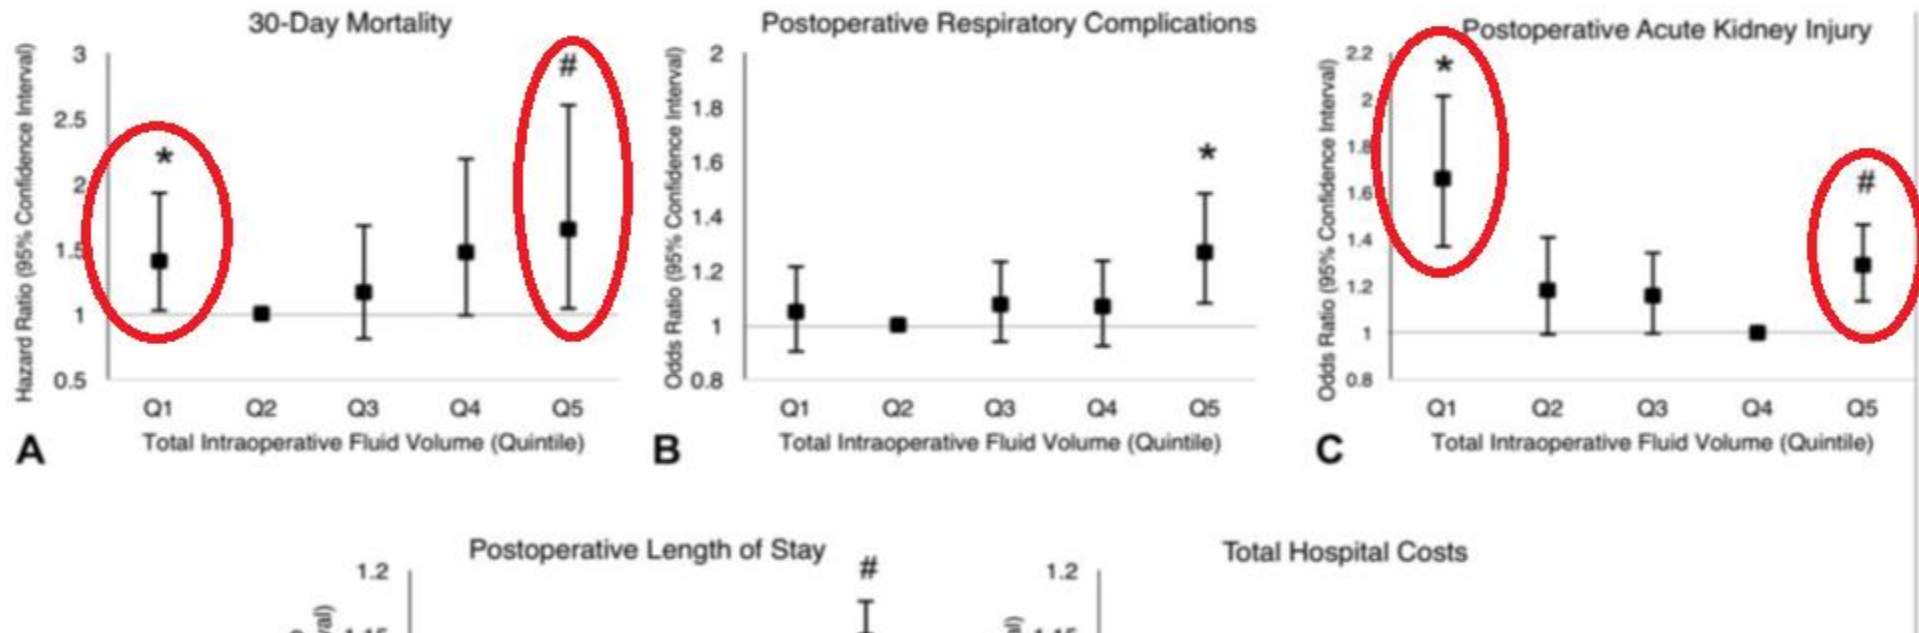 30-Day Mortality
Hazard Ratio (95% Confidence Interval)
3
2.5
2
1.5
1
0.5
*
#
Q1 Q2 Q3 Q4 Q5
Total Intraoperative Fluid Volume (Quintile)
A
Postoperative Respiratory Complications
Odds Ratio (95% Confidence Interval)
2
1.8
1.6
1.4
1.2
1
0.8
*
Q1 Q2 Q3 Q4 Q5
Total Intraoperative Fluid Volume (Quintile)
B
Postoperative Acute Kidney Injury
Odds Ratio (95% Confidence Interval)
2.2
2
1.8
1.6
1.4
1.2
1
0.8
*
#
Q1 Q2 Q3 Q4 Q5
Total Intraoperative Fluid Volume (Quintile)
C
Postoperative Length of Stay
1.2
#
Total Hospital Costs
1.2